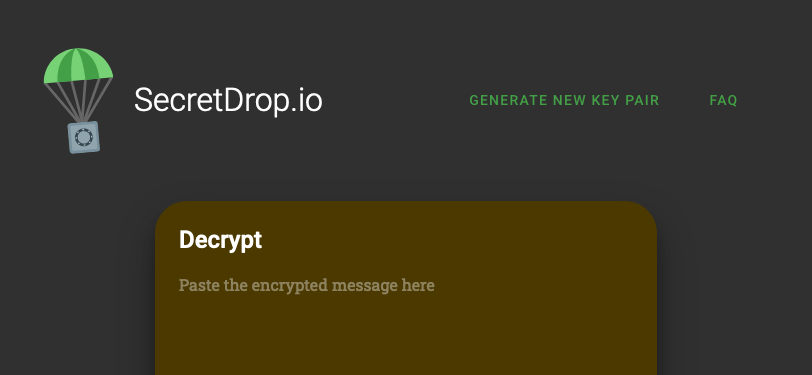 SecretDrop.io
GENERATE NEW KEY PAIR
FAQ
Decrypt
Paste the encrypted message here